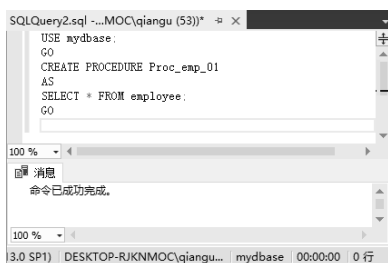 SQLQuery2.sql -...MOC\qiangu (53))*
USE mydbase;
GO
CREATE PROCEDURE Proc_emp_01
AS
SELECT * FROM employee;
GO
100 %
消息
命令已成功完成。
100 %
13.0 SP1) DESKTOP-RJKNMOC\qiangu... mydbase 00:00:00 0 行